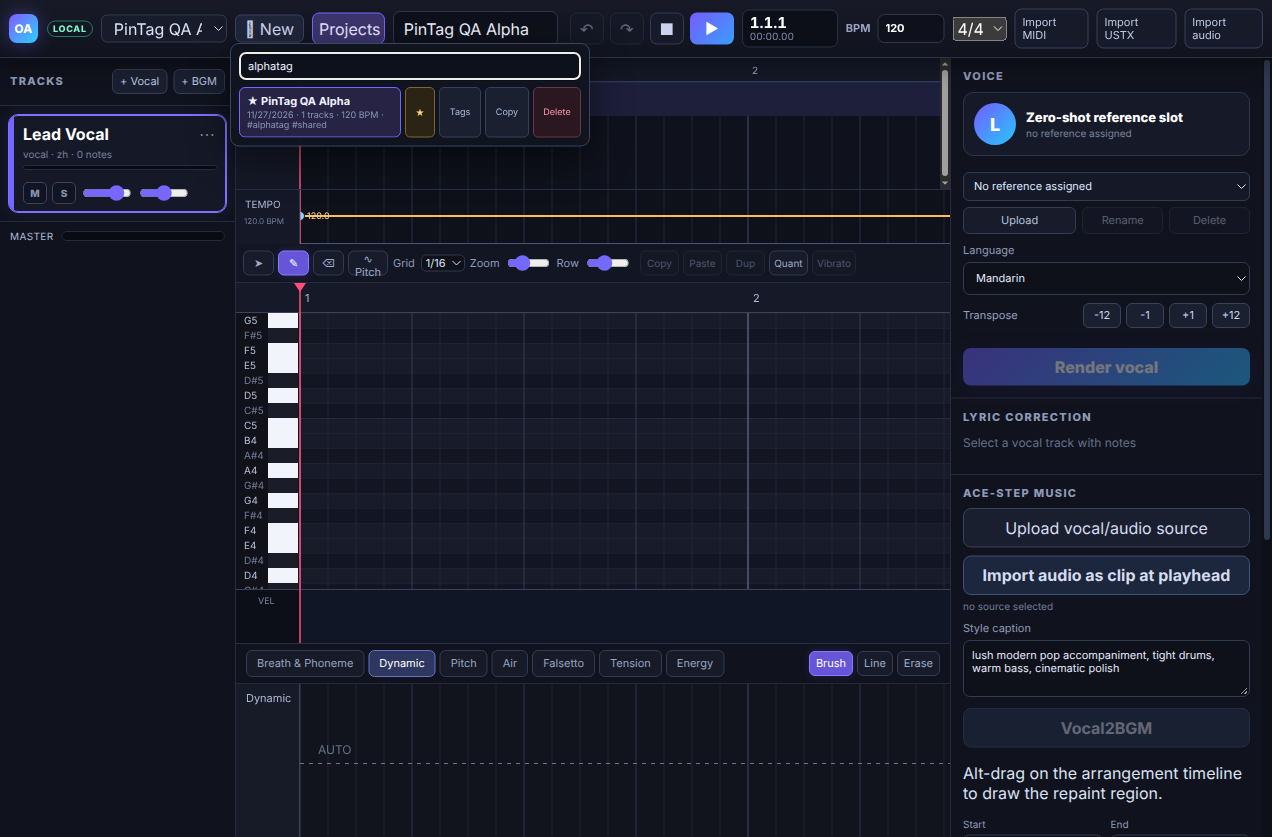 OA LOCAL PinTag QA A New Projects PinTag QA Alpha 1.1.1 BPM 120 4/4 Import MIDI Import USTX Import audio
00:00.00
TRACKS + Vocal + BGM
Lead Vocal ...
vocal · zh · 0 notes
M S
MASTER
alphatag
★ PinTag QA Alpha
11/27/2026 · 1 tracks · 120 BPM ·
#alphatag #shared
★ Tags Copy Delete
2
TEMPO
120.0 BPM
120.0
Pitch Grid 1/16 Zoom Row Copy Paste Dup Quant Vibrato
1 2
G5
F#5
F5
E5
D#5
D5
C#5
C5
B4
A#4
A4
G#4
G4
F#4
F4
E4
D#4
D4
VEL
Breath & Phoneme Dynamic Pitch Air Falsetto Tension Energy Brush Line Erase
Dynamic
AUTO
VOICE
L
Zero-shot reference slot
no reference assigned
No reference assigned
Upload Rename Delete
Language
Mandarin
Transpose -12 -1 +1 +12
Render vocal
LYRIC CORRECTION
Select a vocal track with notes
ACE-STEP MUSIC
Upload vocal/audio source
Import audio as clip at playhead
no source selected
Style caption
lush modern pop accompaniment, tight drums,
warm bass, cinematic polish
Vocal2BGM
Alt-drag on the arrangement timeline
to draw the repaint region.
Start End